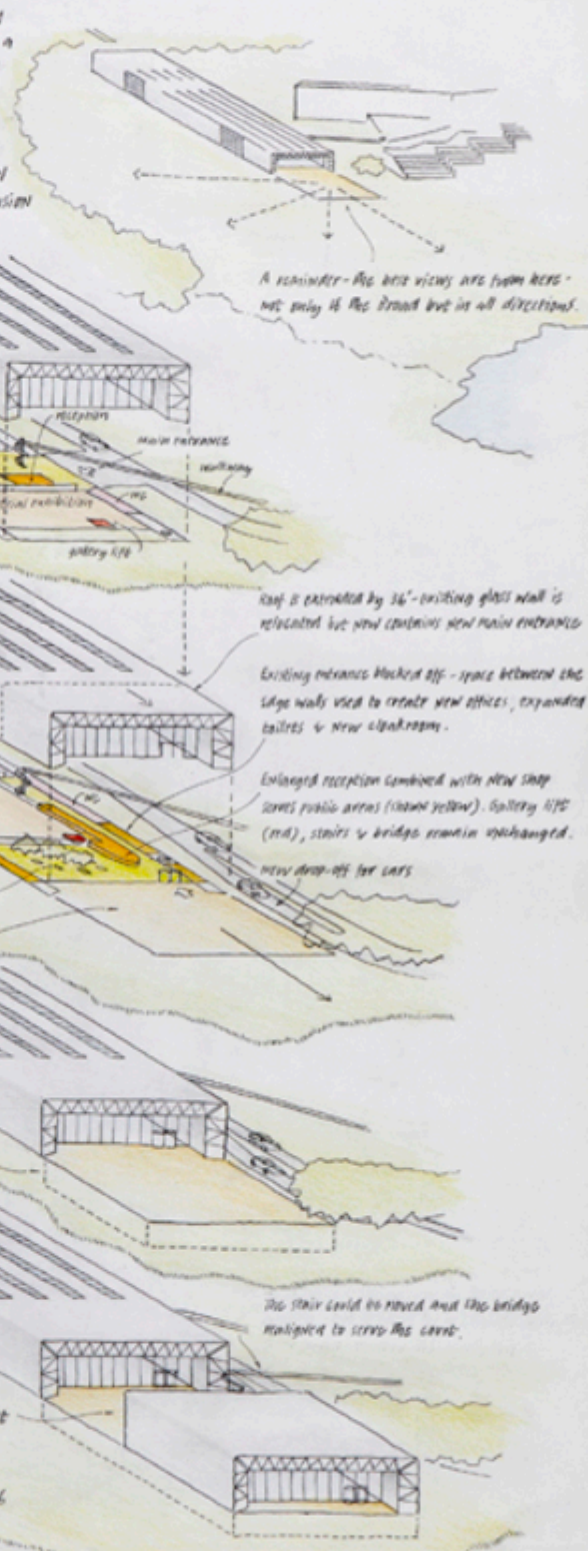 a
SION
A reminder - the best views are from here -
not only of the Broad but in all directions.
reception
main entrance
walkway
WC
exhibition
gallery lift
Roof is extended by 36' - existing glass wall is
relocated but now contains new main entrance
Existing entrance blocked off - space between the
edge walls used to create new offices, expanded
toilets & new cloakroom.
WC
Enlarged reception combined with new shop
serves public areas (shown yellow). Gallery lift
(red), stairs & bridge remain unchanged.
New drop-off for cars
The stair could be moved and the bridge
realigned to serve the court.